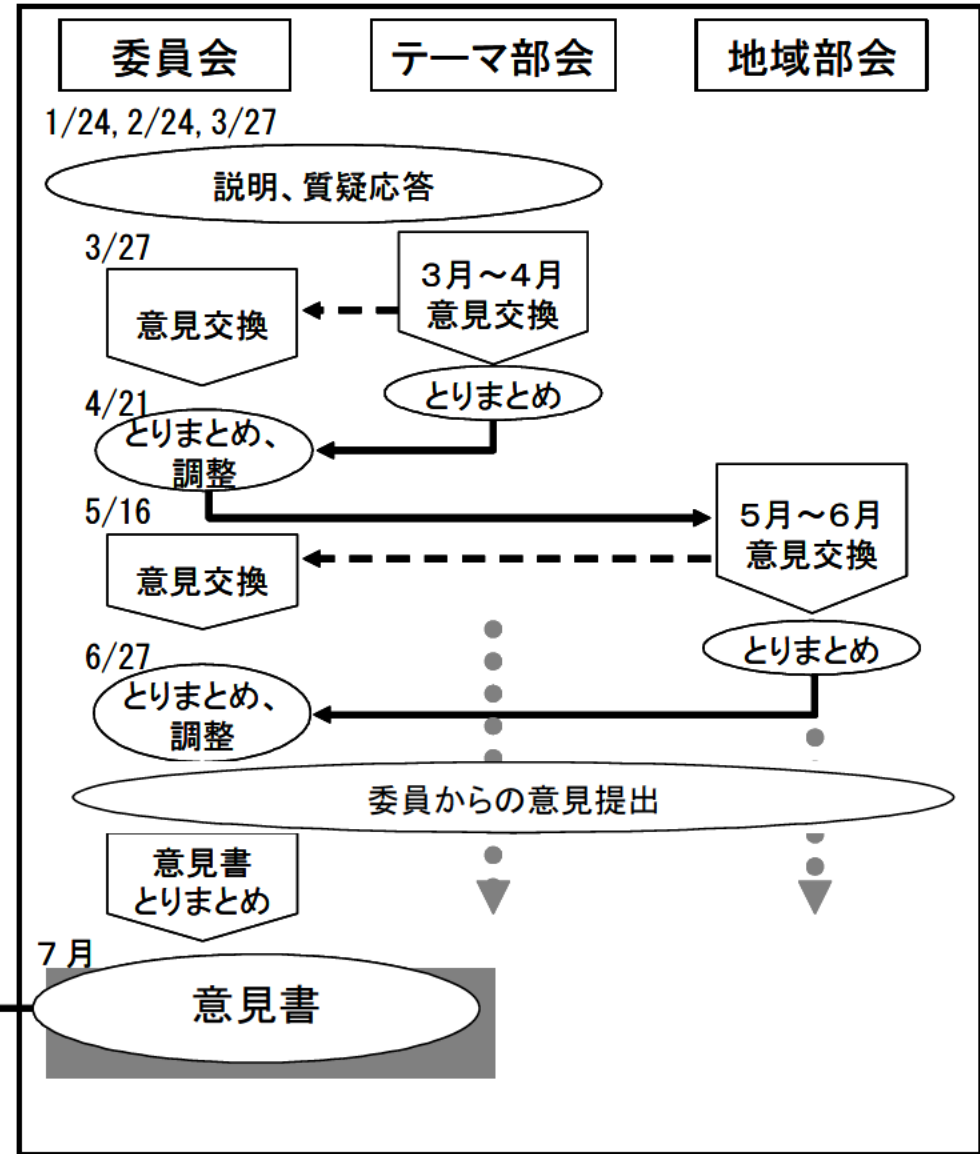 委員会
テーマ部会
地域部会
1/24, 2/24, 3/27
説明、質疑応答
3/27
意見交換
３月～４月
意見交換
とりまとめ
4/21
とりまとめ、
調整
5/16
意見交換
５月～６月
意見交換
とりまとめ
6/27
とりまとめ、
調整
委員からの意見提出
意見書
とりまとめ
７月
意見書